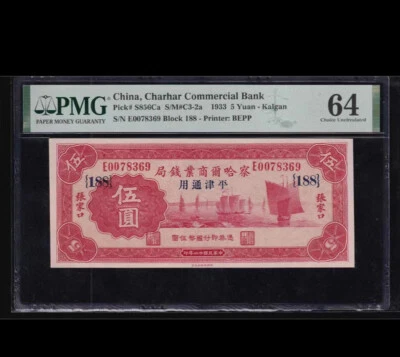 PMG
PAPER MONEY GUARANTY
China, Charhar Commercial Bank
Pick# S856Ca S/M#C3-2a 1933 5 Yuan - Kalgan
S/N E0078369 Block 188 - Printer: BEPP
64
Choice Uncirculated
伍 E0078369 E0078369 伍
局錢業商爾哈察
[188] 用通津平 [188]
伍圓
張家口
張家口
5 5